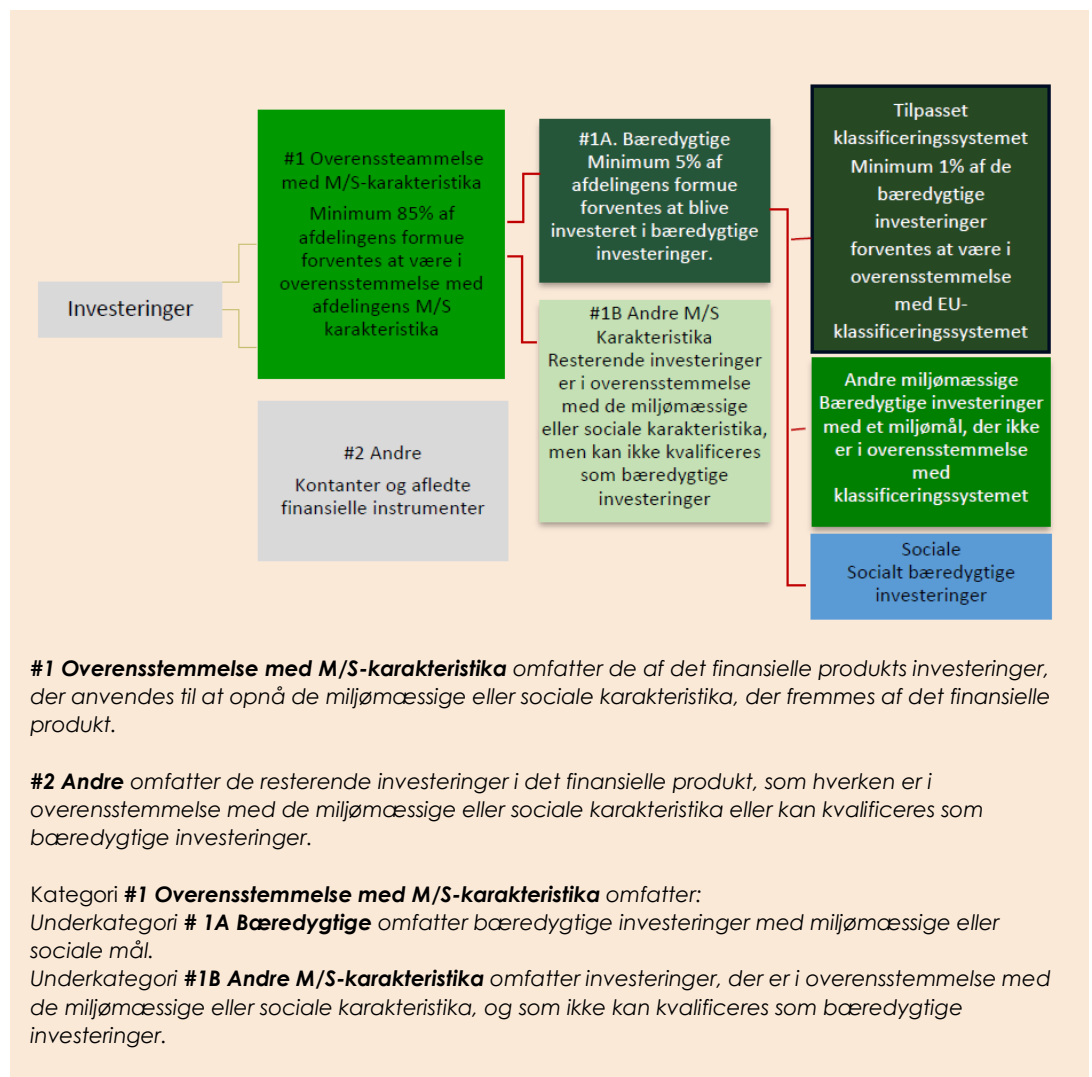 Investeringer
#1 Overenssteammelse
med M/S-karakteristika
Minimum 85% af
afdelingens formue
forventes at være i
overensstemmelse med
afdelingens M/S
karakteristika
#2 Andre
Kontanter og afledte
finansielle instrumenter
#1A. Bæredygtige
Minimum 5% af
afdelingens formue
forventes at blive
investeret i bæredygtige
investeringer.
#1B Andre M/S
Karakteristika
Resterende investeringer
er i overensstemmelse
med de miljømæssige
eller sociale karakteristika,
men kan ikke kvalificeres
som bæredygtige
investeringer
Tilpasset
klassificeringssystemet
Minimum 1% af de
bæredygtige
investeringer
forventes at være i
overensstemmelse
med EU-
klassificeringssystemet
Andre miljømæssige
Bæredygtige investeringer
med et miljømål, der ikke
er i overensstemmelse
med
klassificeringssystemet
Sociale
Socialt bæredygtige
investeringer
#1 Overensstemmelse med M/S-karakteristika omfatter de af det finansielle produkts investeringer,
der anvendes til at opnå de miljømæssige eller sociale karakteristika, der fremmes af det finansielle
produkt.
#2 Andre omfatter de resterende investeringer i det finansielle produkt, som hverken er i
overensstemmelse med de miljømæssige eller sociale karakteristika eller kan kvalificeres som
bæredygtige investeringer.
Kategori #1 Overensstemmelse med M/S-karakteristika omfatter:
Underkategori # 1A Bæredygtige omfatter bæredygtige investeringer med miljømæssige eller
sociale mål.
Underkategori #1B Andre M/S-karakteristika omfatter investeringer, der er i overensstemmelse med
de miljømæssige eller sociale karakteristika, og som ikke kan kvalificeres som bæredygtige
investeringer.